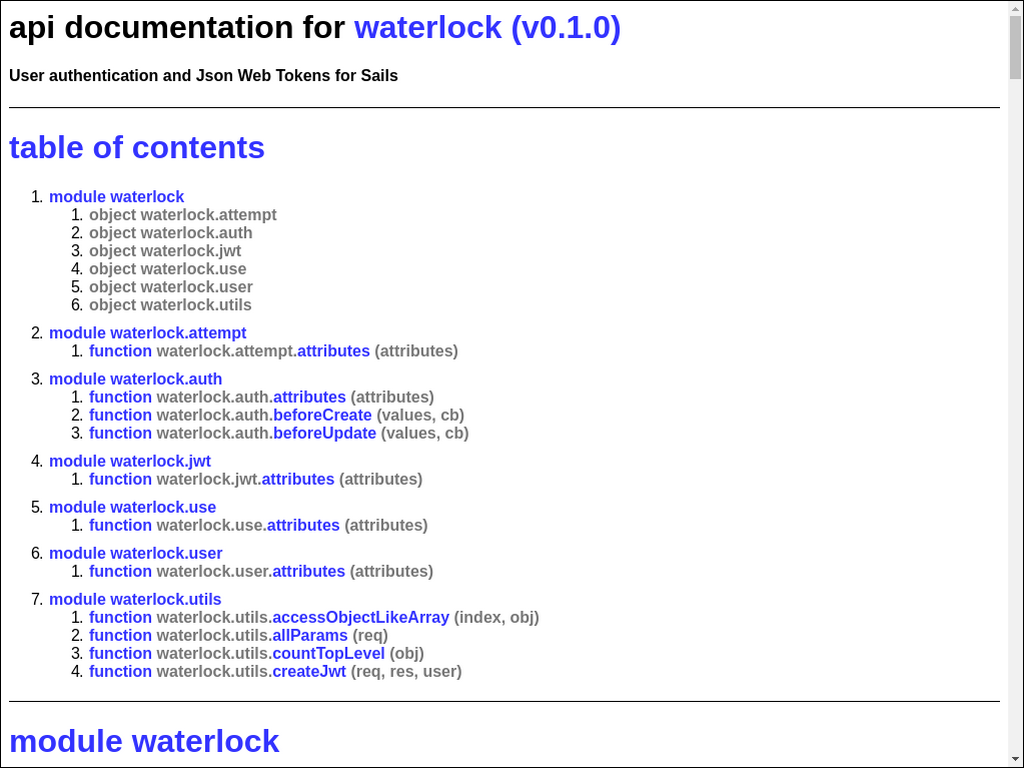 api documentation for waterlock (v0.1.0)
User authentication and Json Web Tokens for Sails
table of contents
1. module waterlock
1. object waterlock.attempt
2. object waterlock.auth
3. object waterlock.jwt
4. object waterlock.use
5. object waterlock.user
6. object waterlock.utils
2. module waterlock.attempt
1. function waterlock.attempt.attributes (attributes)
3. module waterlock.auth
1. function waterlock.auth.attributes (attributes)
2. function waterlock.auth.beforeCreate (values, cb)
3. function waterlock.auth.beforeUpdate (values, cb)
4. module waterlock.jwt
1. function waterlock.jwt.attributes (attributes)
5. module waterlock.use
1. function waterlock.use.attributes (attributes)
6. module waterlock.user
1. function waterlock.user.attributes (attributes)
7. module waterlock.utils
1. function waterlock.utils.accessObjectLikeArray (index, obj)
2. function waterlock.utils.allParams (req)
3. function waterlock.utils.countTopLevel (obj)
4. function waterlock.utils.createJwt (req, res, user)
module waterlock